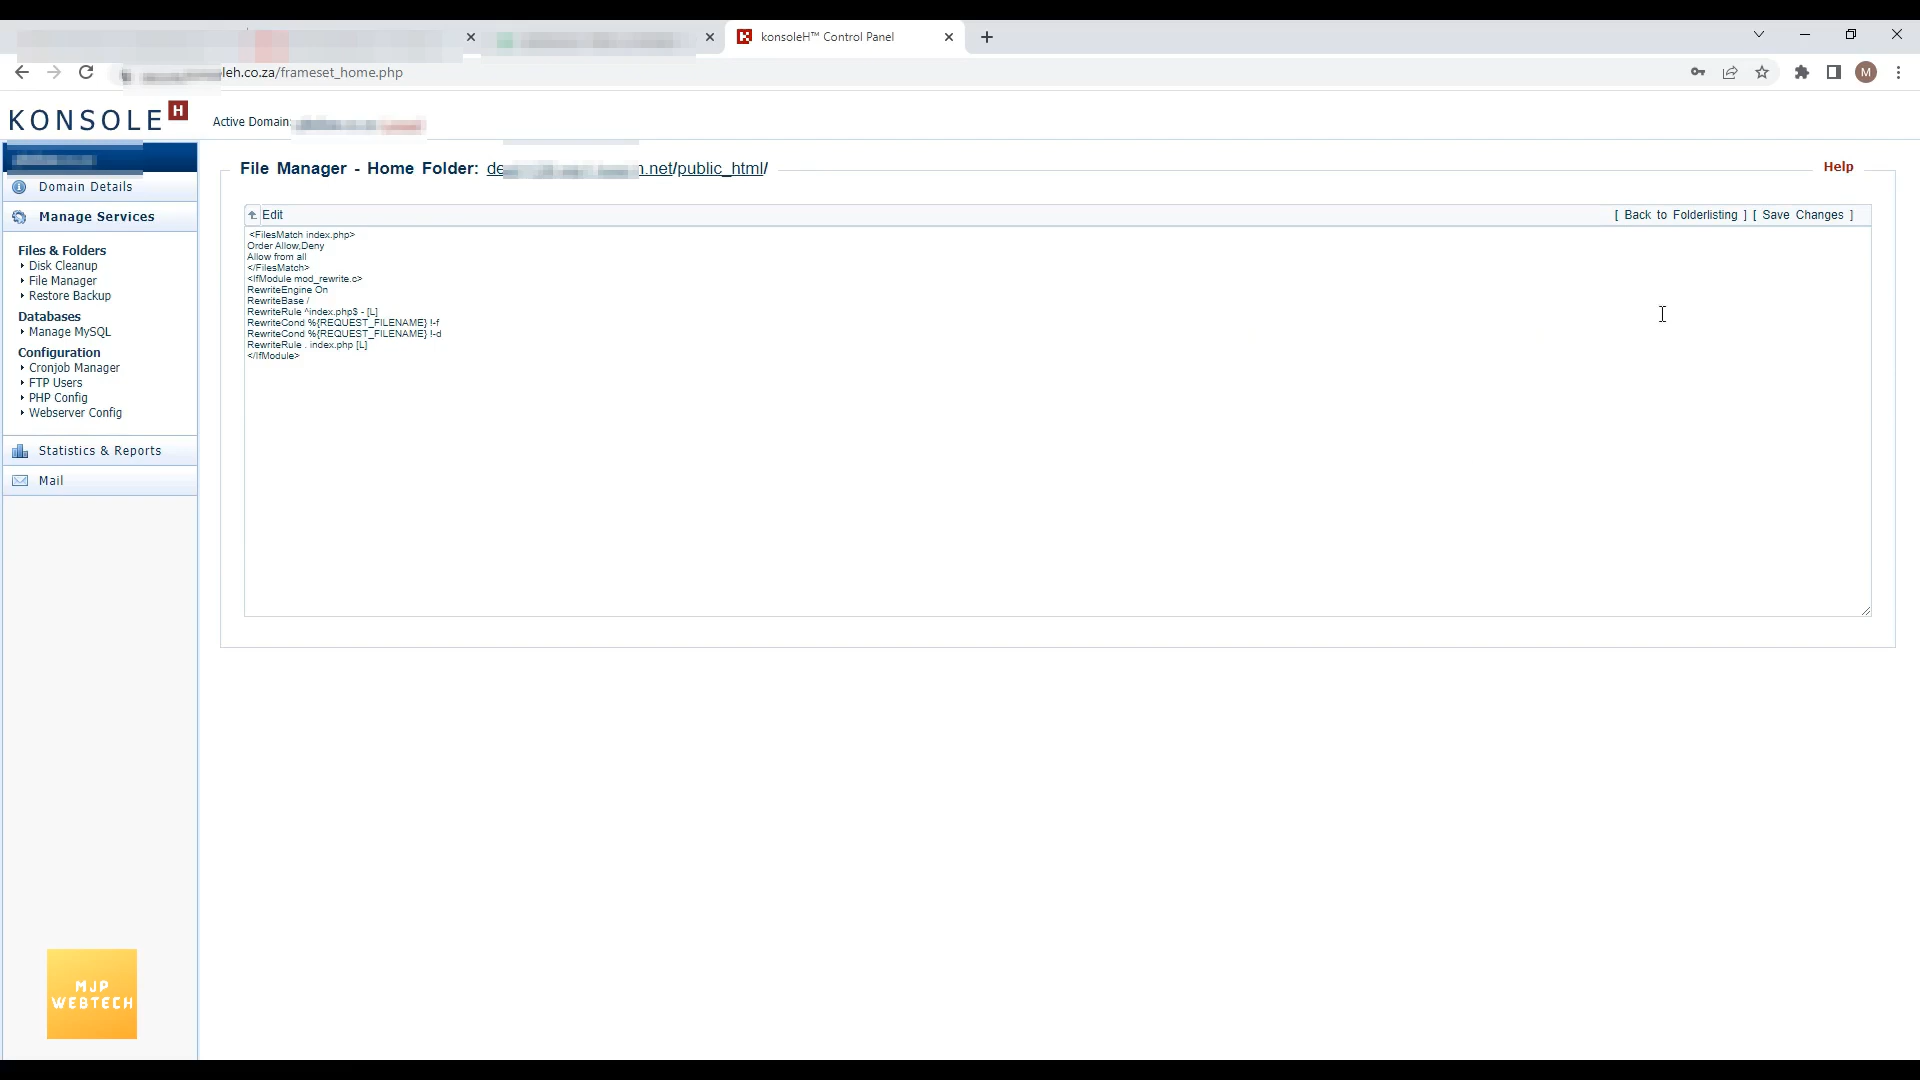 konsoleH™ Control Panel
leh.co.za/frameset_home.php
M
KONSOLE H
Active Domain:
Domain Details
Manage Services
Files & Folders
Disk Cleanup
File Manager
Restore Backup
Databases
Manage MySQL
Configuration
Cronjob Manager
FTP Users
PHP Config
Webserver Config
Statistics & Reports
Mail
File Manager - Home Folder: de n.net/public_html/
Help
Edit
[ Back to Folderlisting ] [ Save Changes ]
<FilesMatch index.php>
Order Allow,Deny
Allow from all
</FilesMatch>
<IfModule mod_rewrite.c>
RewriteEngine On
RewriteBase /
RewriteRule ^index.php$ - [L]
RewriteCond %{REQUEST_FILENAME} !-f
RewriteCond %{REQUEST_FILENAME} !-d
RewriteRule . index.php [L]
</IfModule>
MJP
WEBTECH